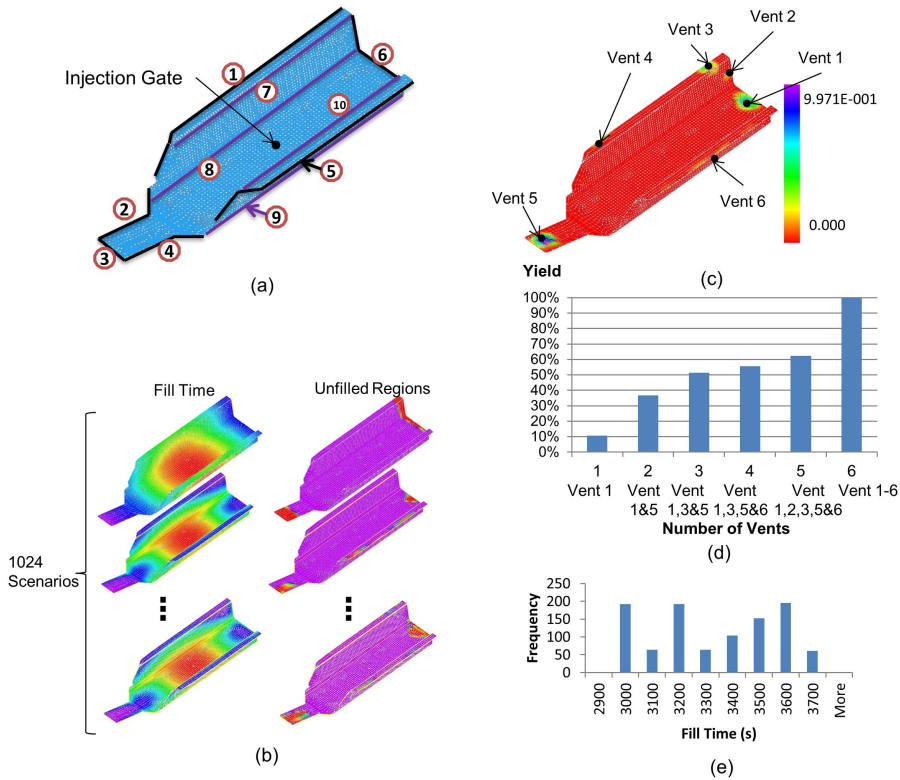 Injection Gate
1
2
3
4
5
6
7
8
9
10
(a)
Fill Time
Unfilled Regions
1024
Scenarios
(b)
Vent 3
Vent 2
Vent 4
Vent 1
9.971E-001
Vent 5
Vent 6
0.000
(c)
Yield
100%
90%
80%
70%
60%
50%
40%
30%
20%
10%
0%
1 2 3 4 5 6
Vent 1
Vent
1&5
Vent
1,3&5
Vent
1,3,5&6
Vent
1,2,3,5&6
Vent 1-6
Number of Vents
(d)
Frequency
250
200
150
100
50
0
2900
3000
3100
3200
3300
3400
3500
3600
3700
More
Fill Time (s)
(e)